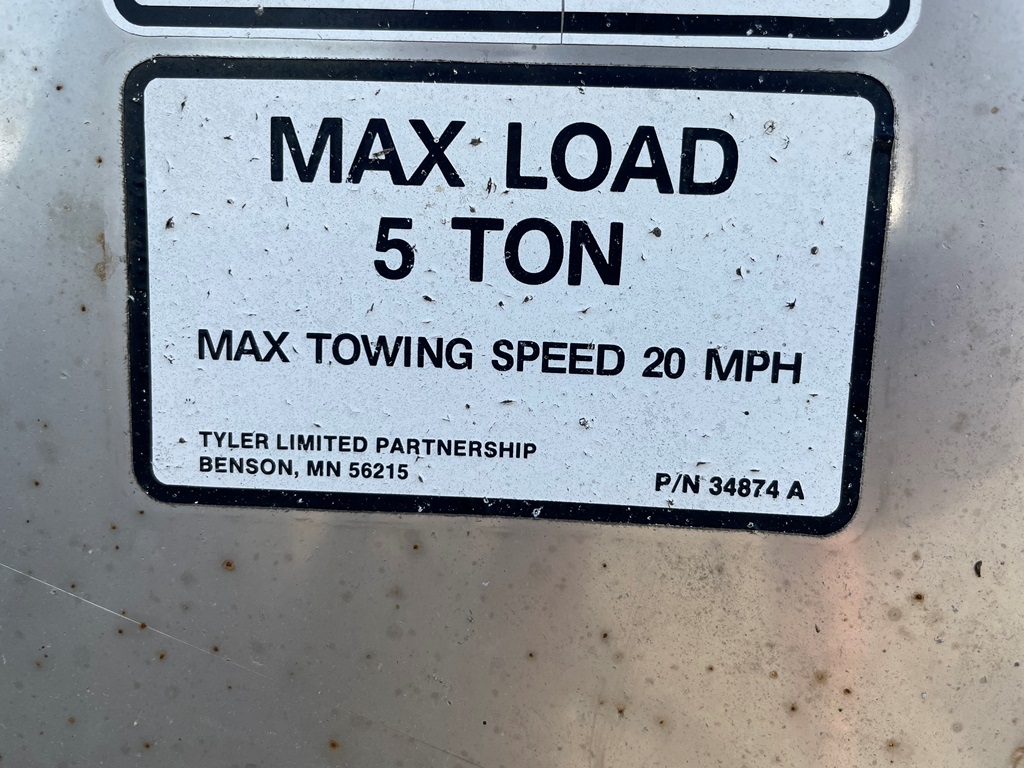 MAX LOAD
5 TON
MAX TOWING SPEED 20 MPH
TYLER LIMITED PARTNERSHIP
BENSON, MN 56215
P/N 34874 A